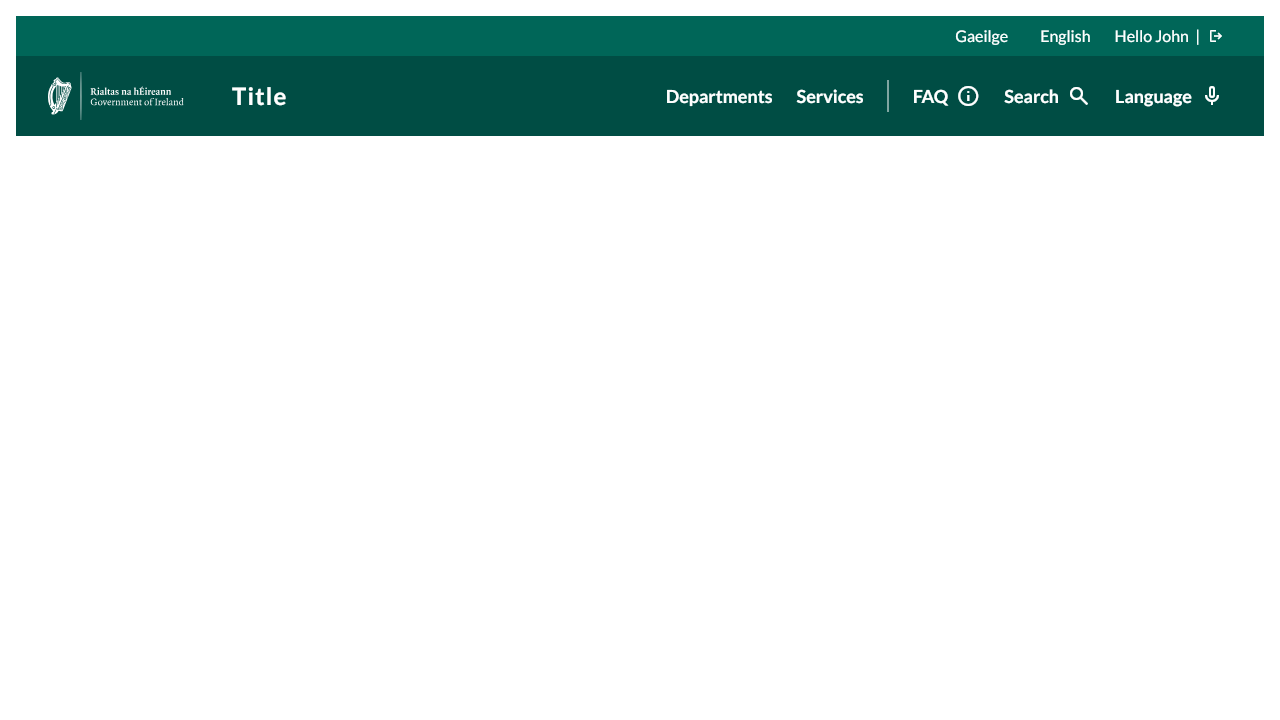 Gaeilge English Hello John |
Rialtas na hÉireann
Government of Ireland
Title
Departments Services FAQ Search Language